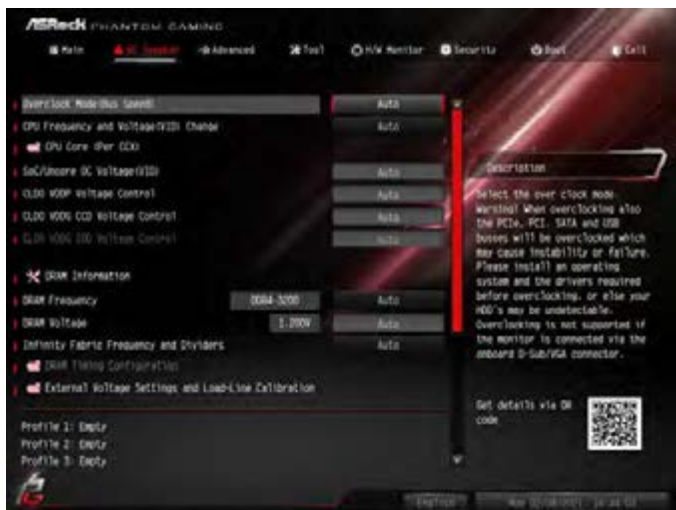 ASRock PHANTOM GAMING
Main OC Tweaker Advanced Tool H/W Monitor Security Boot Exit
Overclock Mode(Bus Speed) Auto
CPU Frequency and Voltage(VID) Change Auto
CPU Core (Per CCX)
SoC/Uncore OC Voltage(VID) Auto
CLDO VDDP Voltage Control Auto
CLDO VDDG CCD Voltage Control Auto
CLDO VDDG IOD Voltage Control Auto
DRAM Information
DRAM Frequency DDR4-3200 Auto
DRAM Voltage 1.200V Auto
Infinity Fabric Frequency and Dividers Auto
DRAM Timing Configuration
External Voltage Settings and Load-Line Calibration
Profile 1: Empty
Profile 2: Empty
Profile 3: Empty
Description
Select the over clock mode.
Warning! When overclocking also
the PCIe, PCI, SATA and USB
busses will be overclocked which
may cause instability or failure.
Please install an operating
system and the drivers required
before overclocking, or else your
HDD's may be undetectable.
Overclocking is not supported if
the monitor is connected via the
onboard D-Sub/VGA connector.
Get details via QR
code
English